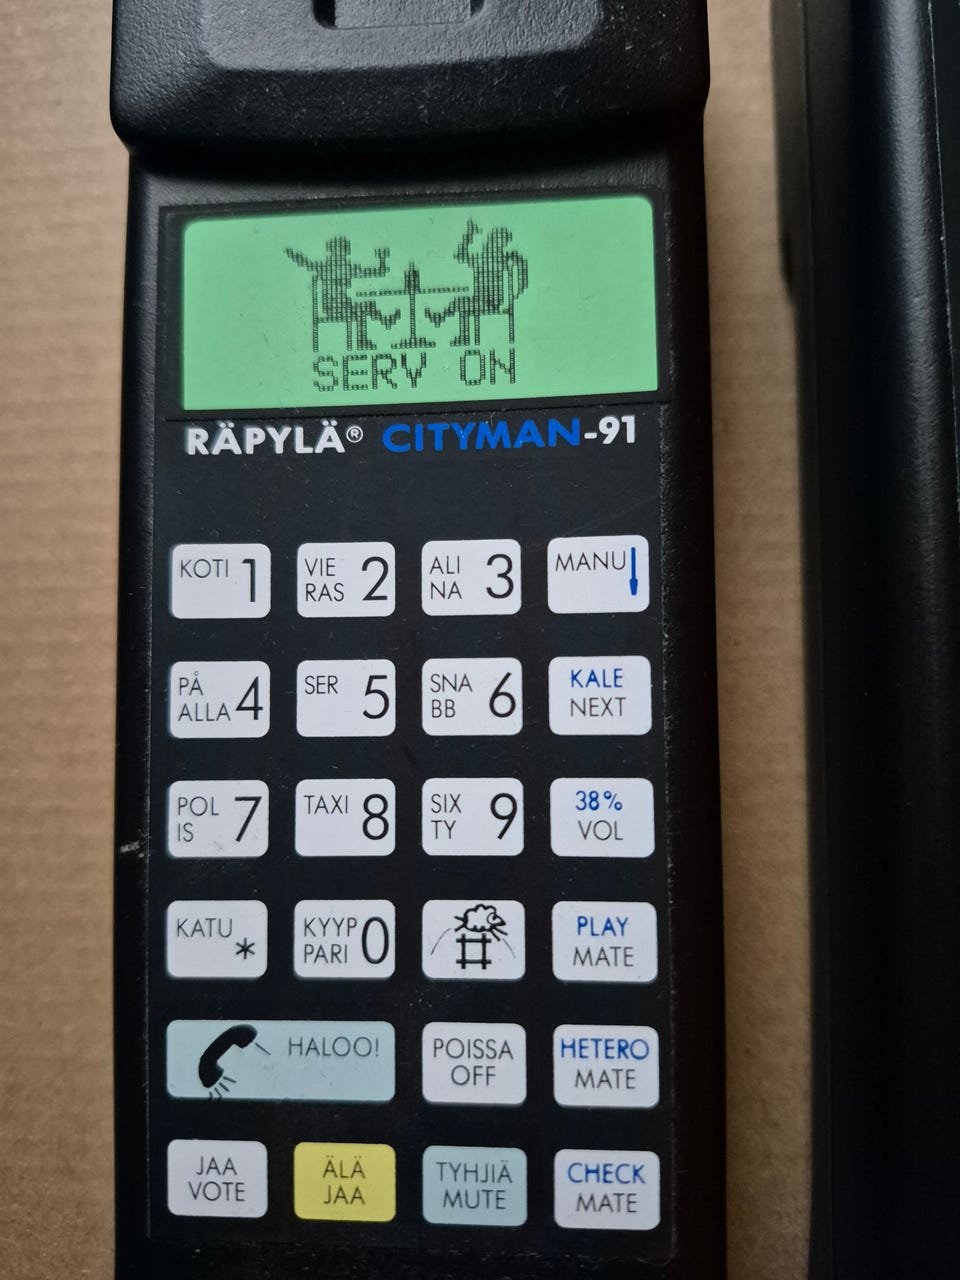 SERV ON
RÄPYLÄ® CITYMAN-91
KOTI 1
VIE
RAS 2
ALI
NA 3
MANU
PÅ
ALLA 4
SER 5
SNA
BB 6
KALE
NEXT
POL
IS 7
TAXI 8
SIX
TY 9
38%
VOL
KATU *
KYYP
PARI 0
PLAY
MATE
HALOO!
POISSA
OFF
HETERO
MATE
JAA
VOTE
ÄLÄ
JAA
TYHJIÄ
MUTE
CHECK
MATE